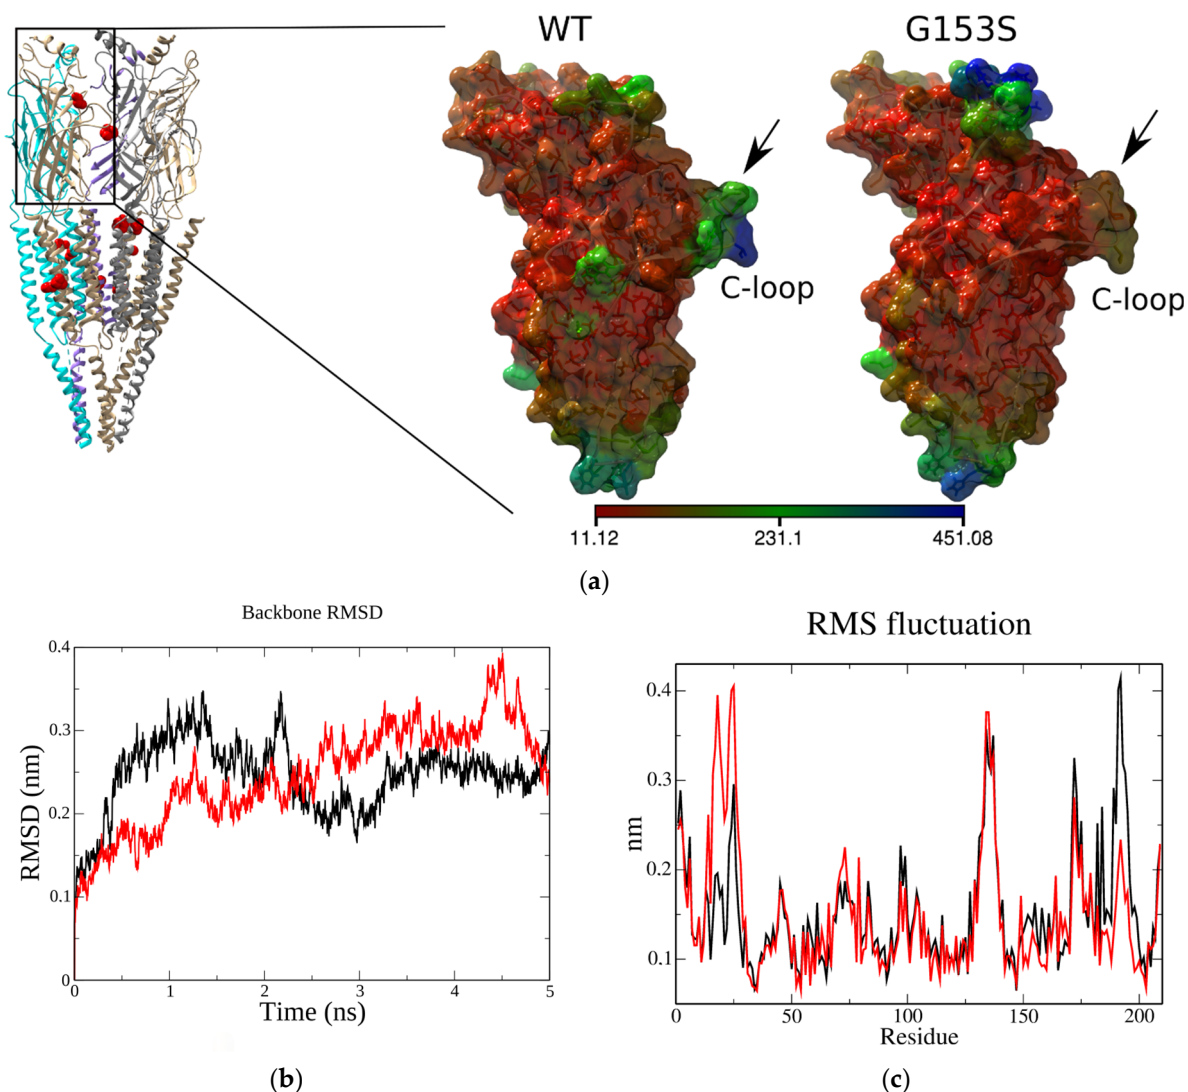 WT
G153S
C-loop
C-loop
11.12
231.1
451.08
(a)
Backbone RMSD
0.4
0.3
0.2
0.1
0
RMSD (nm)
0
1
2
3
4
5
Time (ns)
(b)
RMS fluctuation
0.4
0.3
0.2
0.1
nm
0
50
100
150
200
Residue
(c)